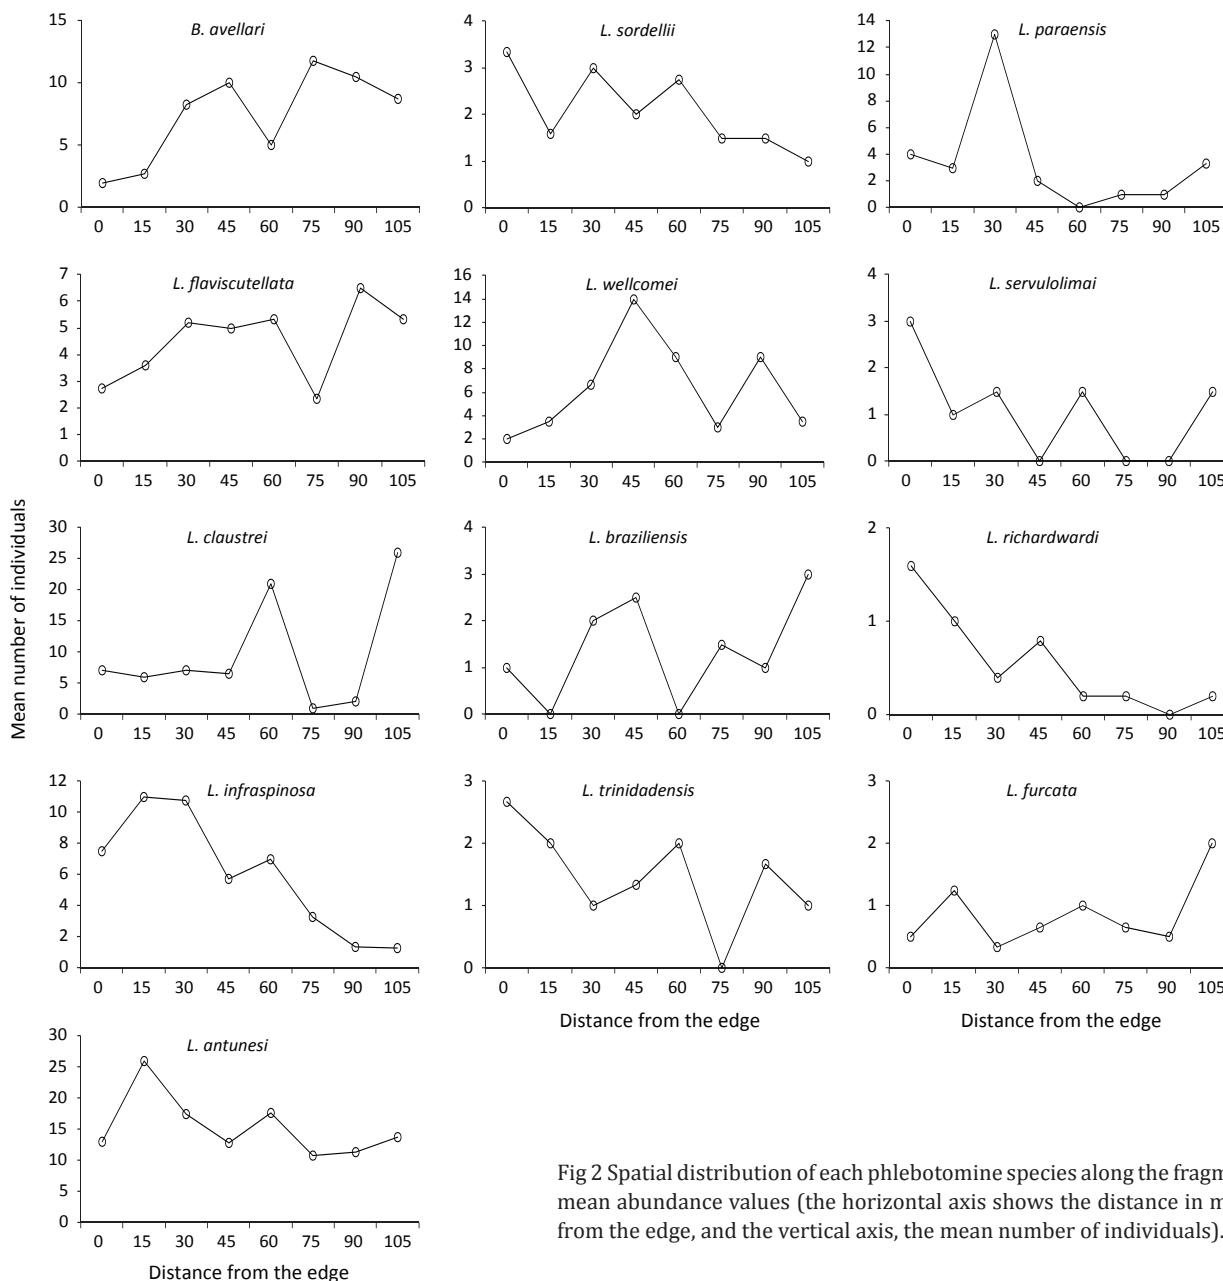 B. avellari
15
10
5
0
0 15 30 45 60 75 90 105
L. sordellii
4
3
2
1
0
0 15 30 45 60 75 90 105
L. paraensis
14
12
10
8
6
4
2
0
0 15 30 45 60 75 90 105
L. flaviscutellata
7
6
5
4
3
2
1
0
0 15 30 45 60 75 90 105
L. wellcomei
16
14
12
10
8
6
4
2
0
0 15 30 45 60 75 90 105
L. servulolimai
4
3
2
1
0
0 15 30 45 60 75 90 105
Mean number of individuals
L. claustrei
30
25
20
15
10
5
0
0 15 30 45 60 75 90 105
L. braziliensis
4
3
2
1
0
0 15 30 45 60 75 90 105
L. richardwardi
2
1
0
0 15 30 45 60 75 90 105
L. infraspinosa
12
10
8
6
4
2
0
0 15 30 45 60 75 90 105
L. trinidadensis
3
2
1
0
0 15 30 45 60 75 90 105
Distance from the edge
L. furcata
3
2
1
0
0 15 30 45 60 75 90 105
Distance from the edge
L. antunesi
30
25
20
15
10
5
0
0 15 30 45 60 75 90 105
Distance from the edge
Fig 2 Spatial distribution of each phlebotomine species along the fragm
mean abundance values (the horizontal axis shows the distance in m
from the edge, and the vertical axis, the mean number of individuals).